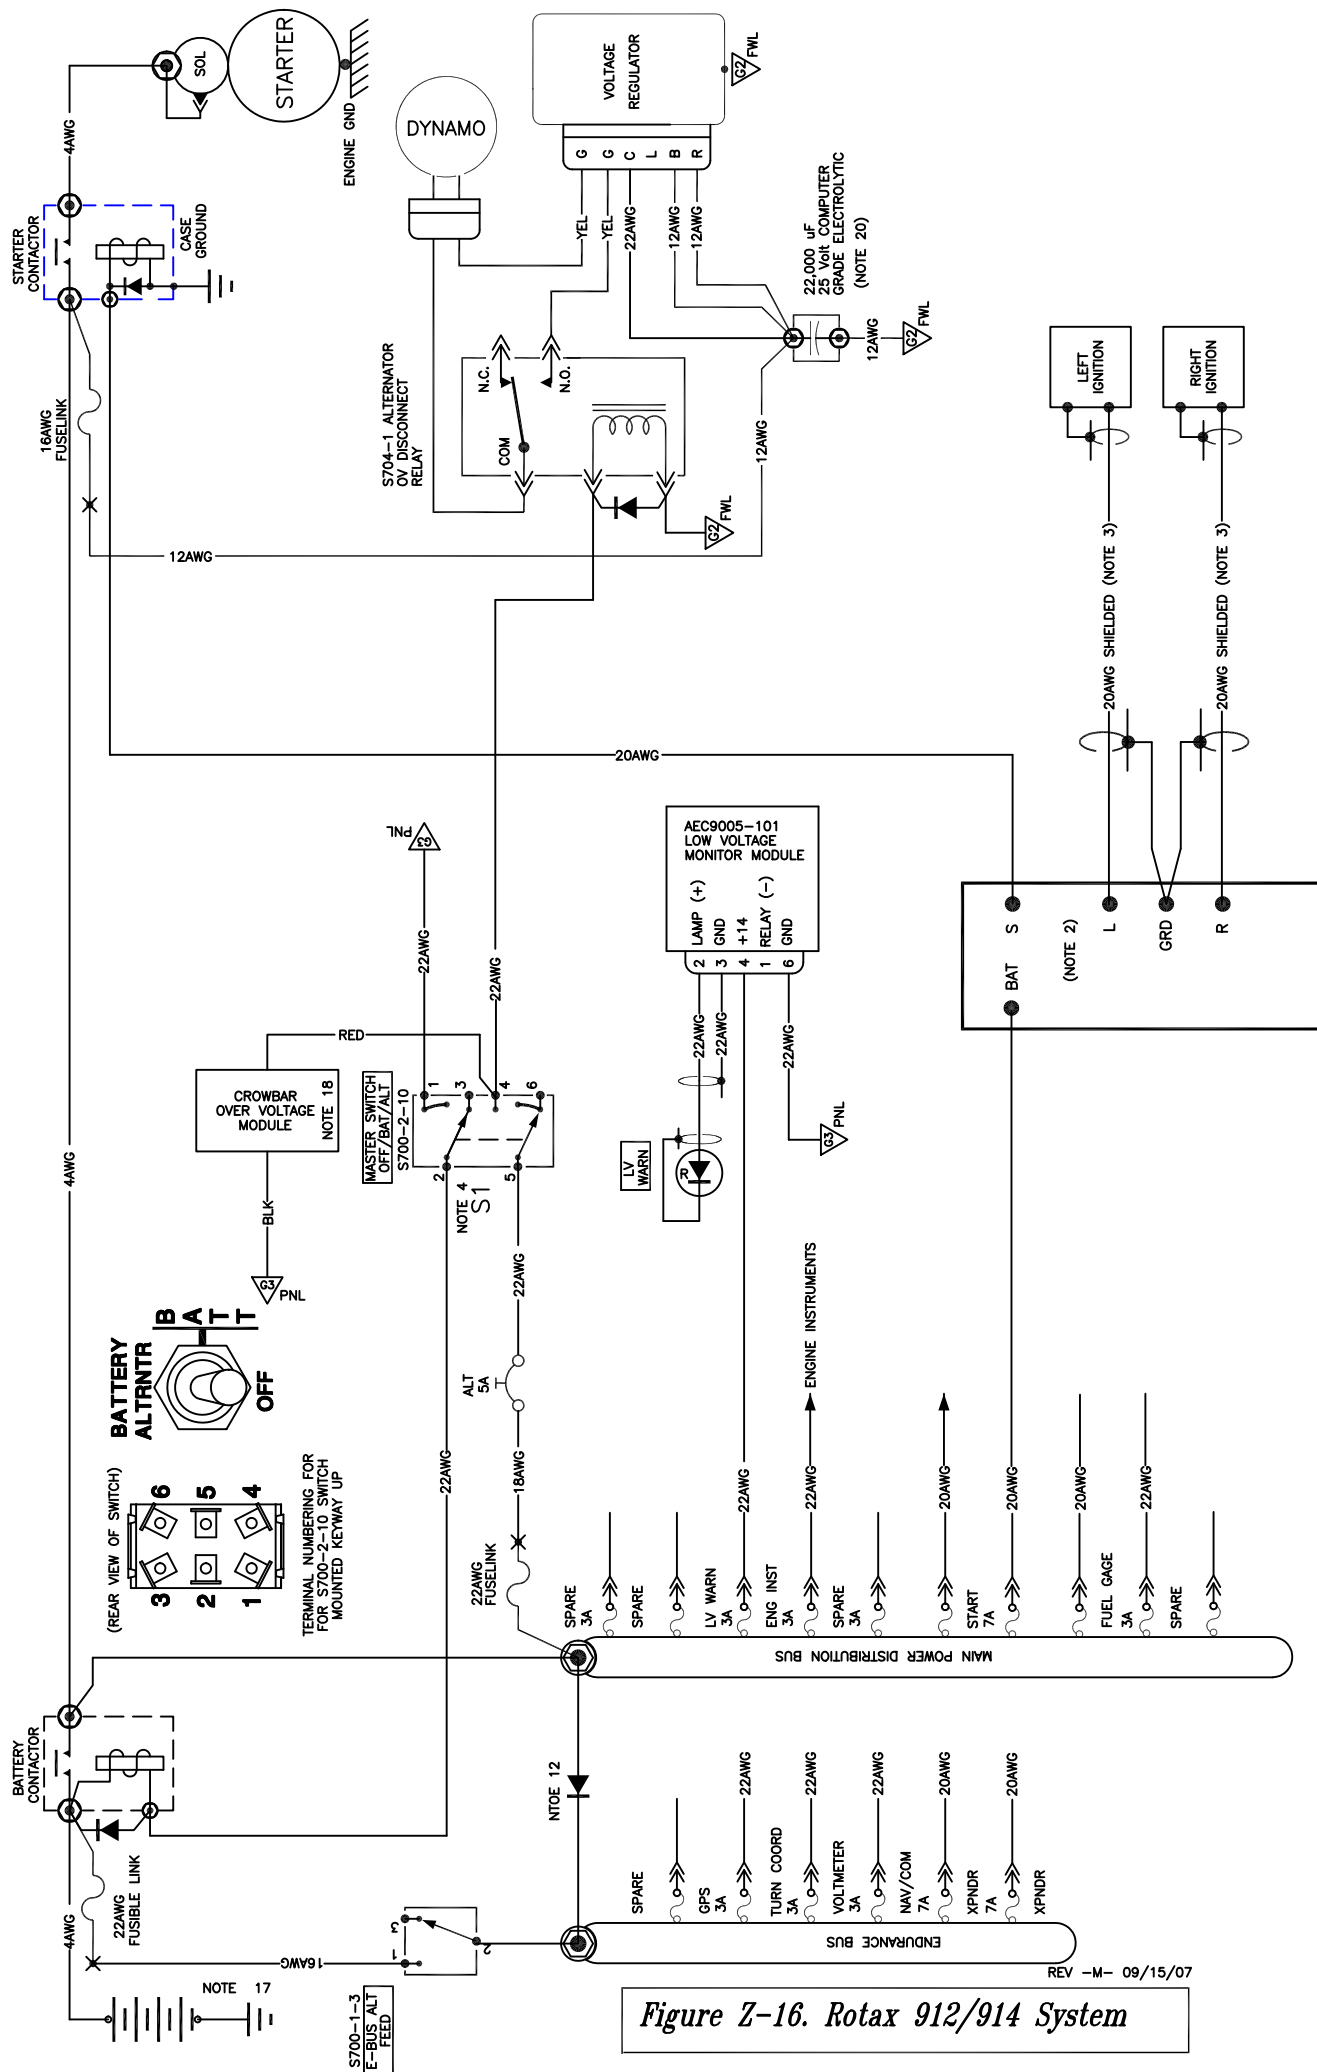 SOL
STARTER
ENGINE GND
4AWG
STARTER
CONTACTOR
CASE
GROUND
16AWG
FUSELINK
12AWG
DYNAMO
VOLTAGE
REGULATOR
G2
FWL
G
G
C
L
B
R
YEL
YEL
22AWG
12AWG
12AWG
22,000 uF
25 Volt COMPUTER
GRADE ELECTROLYTIC
(NOTE 20)
12AWG
G2
FWL
S704-1 ALTERNATOR
OV DISCONNECT
RELAY
N.C.
N.O.
COM
G2
FWL
12AWG
LEFT
IGNITION
RIGHT
IGNITION
20AWG SHIELDED (NOTE 3)
20AWG SHIELDED (NOTE 3)
20AWG
G3
PNL
22AWG
22AWG
AEC9005-101
LOW VOLTAGE
MONITOR MODULE
LAMP (+)
GND
+14
RELAY (-)
GND
2
3
4
1
6
22AWG
22AWG
22AWG
G3
PNL
LV
WARN
R
S
BAT
(NOTE 2)
L
GRD
R
RED
CROWBAR
OVER VOLTAGE
MODULE
NOTE 18
BLK
G3
PNL
MASTER SWITCH
OFF/BAT/ALT
S700-2-10
1
3
4
6
2
5
NOTE 4
S1
4AWG
22AWG
ALT
5A
22AWG
18AWG
22AWG
FUSELINK
BATTERY
ALTRNTR
BATT
OFF
(REAR VIEW OF SWITCH)
3
2
1
6
5
4
TERMINAL NUMBERING FOR
FOR S700-2-10 SWITCH
MOUNTED KEYWAY UP
ENGINE INSTRUMENTS
22AWG
22AWG
20AWG
20AWG
20AWG
22AWG
SPARE
3A
SPARE
LV WARN
3A
ENG INST
3A
SPARE
3A
START
7A
FUEL GAGE
3A
SPARE
MAIN POWER DISTRIBUTION BUS
BATTERY
CONTACTOR
22AWG
FUSIBLE LINK
4AWG
16AWG
NOTE 17
S700-1-3
E-BUS ALT
FEED
3
1
2
NTOE 12
22AWG
22AWG
22AWG
20AWG
20AWG
SPARE
GPS
3A
TURN COORD
3A
VOLTMETER
3A
NAV/COM
7A
XPNDR
7A
XPNDR
ENDURANCE BUS
REV -M- 09/15/07
Figure Z-16. Rotax 912/914 System